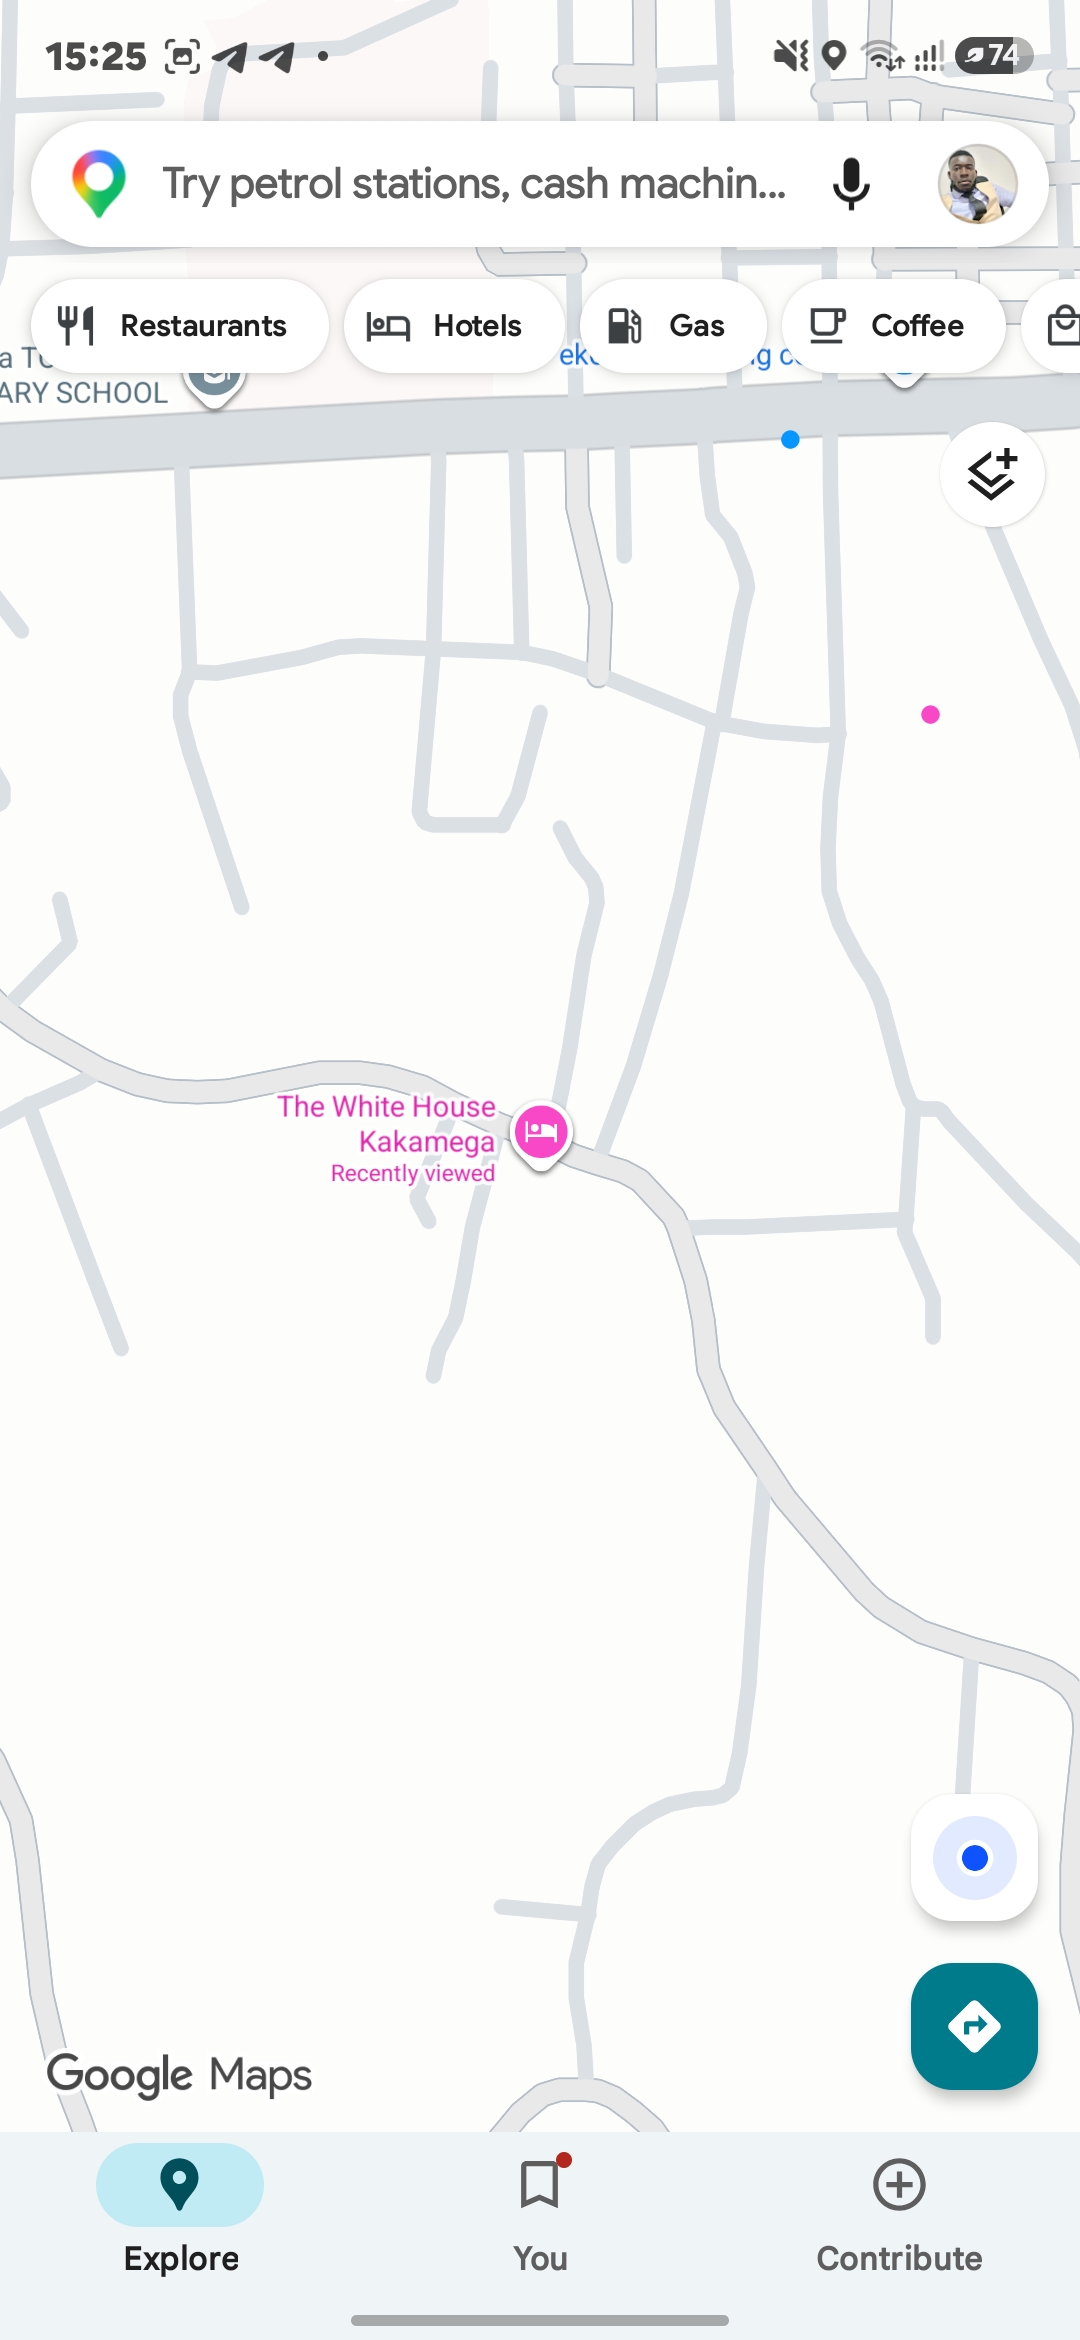 15:25
74
Try petrol stations, cash machin...
Restaurants
Hotels
Gas
Coffee
ARY SCHOOL
The White House
Kakamega
Recently viewed
Google Maps
Explore
You
Contribute